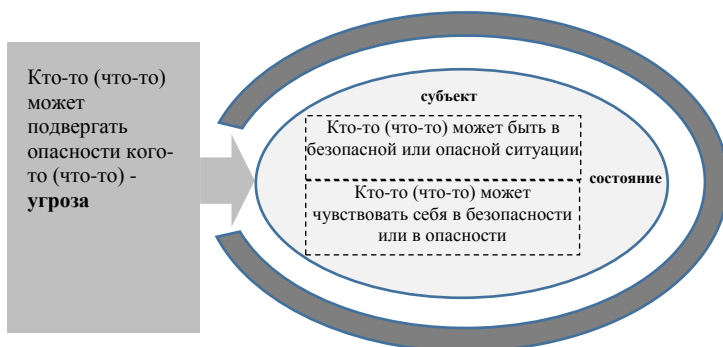 Кто-то (что-то)
может
подвергать
опасности кого-
то (что-то) -
угроза
субъект
Кто-то (что-то) может быть в
безопасной или опасной ситуации
состояние
Кто-то (что-то) может
чувствовать себя в безопасности
или в опасности